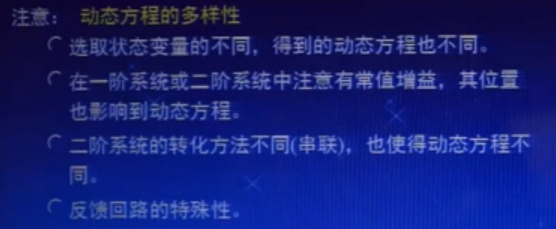 注意： 动态方程的多样性
选取状态变量的不同，得到的动态方程也不同。
在一阶系统或二阶系统中注意有常值增益，其位置
也影响到动态方程。
二阶系统的转化方法不同(串联)，也使得动态方程不
同。
反馈回路的特殊性。